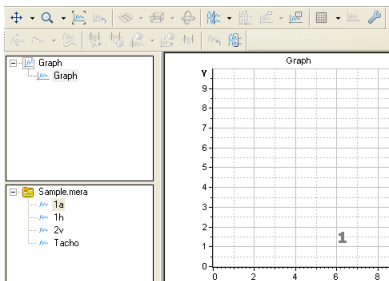 Graph
Graph
Sample.mera
1a
1h
2v
Tacho
Graph
Y
9
8
7
6
5
4
3
2
1
0
0 2 4 6 8
1